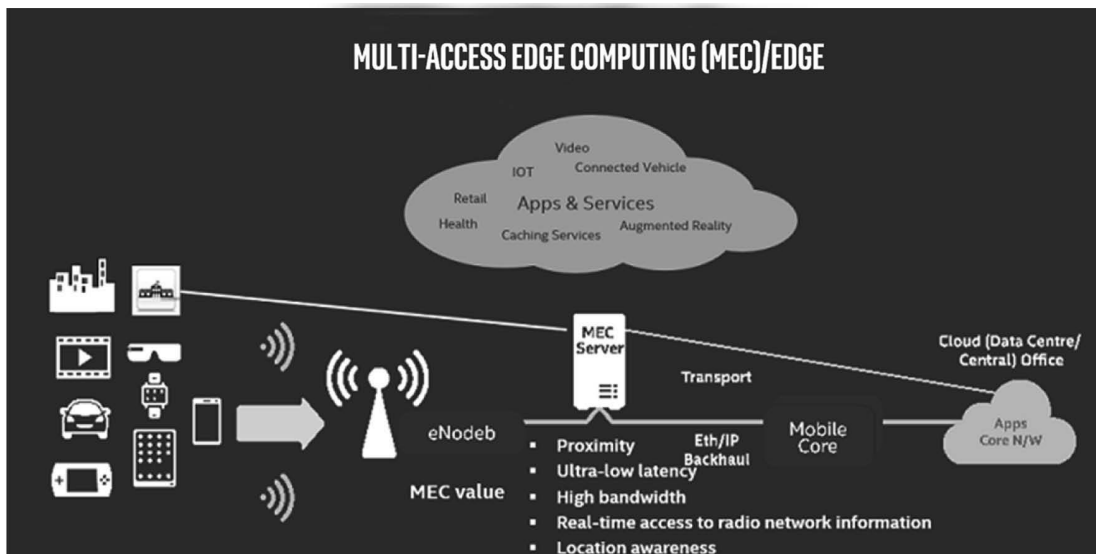 MULTI-ACCESS EDGE COMPUTING (MEC)/EDGE
Video
IOT
Connected Vehicle
Retail
Apps & Services
Health
Caching Services
Augmented Reality
MEC
Server
Transport
Cloud (Data Centre/
Central) Office
eNodeb
Eth/IP
Backhaul
Mobile
Core
Apps
Core N/W
MEC value
▪ Proximity
▪ Ultra-low latency
▪ High bandwidth
▪ Real-time access to radio network information
▪ Location awareness